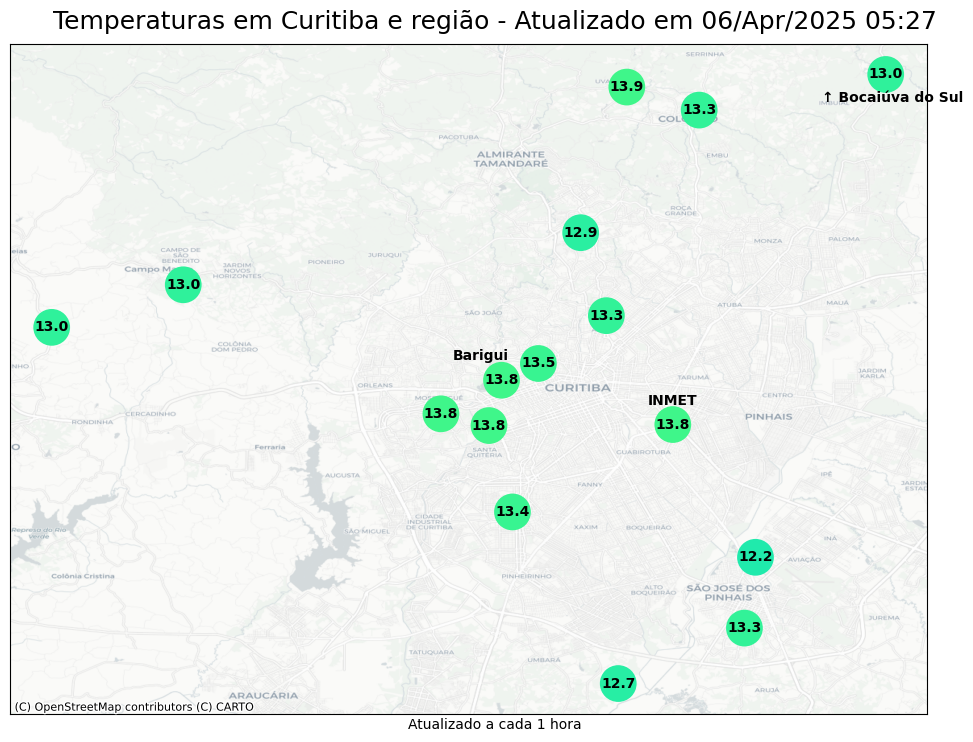 Temperaturas em Curitiba e região - Atualizado em 06/Apr/2025 05:27
SERRINHA
13.0
13.9
↑ Bocaiúva do Sul
13.3
PACOTUBA
ALMIRANTE
TAMANDARÉ
EMBU
ROÇA
GRANDE
12.9
MONZA
PALOMA
CAMPO DE
SÃO
BENEDITO
JURUQUI
PIONEIRO
JARDIM
NOVOS
HORIZONTES
13.0
ATUBA
MAUÁ
SÃO JOÃO
13.3
13.0
COLÔNIA
DOM PEDRO
Barigui
13.5
JARDIM
KARLA
TARUMÃ
13.8
ORLEANS
CURITIBA
CENTRO
INMET
CERCADINHO
13.8
PINHAIS
RONDINHA
13.8
13.8
Ferraria
SANTA
QUITÉRIA
CUABIROTUBA
AUGUSTA
IPÊ
FANNY
JARDIM
13.4
CIDADE
INDUSTRIAL
DE CURITIBA
SÃO MIGUEL
XAXIM
BOQUEIRÃO
Represa do Rio
Verde
INÁ
12.2
AVIAÇÃO
Colônia Cristina
PINHEIRINHO
ALTO
BOQUEIRÃO
SÃO JOSÉ DOS
PINHAIS
JUREMA
13.3
TATUQUARA
UMBARÁ
12.7
ARUJÁ
ARAUCÁRIA
(C) OpenStreetMap contributors (C) CARTO
Atualizado a cada 1 hora